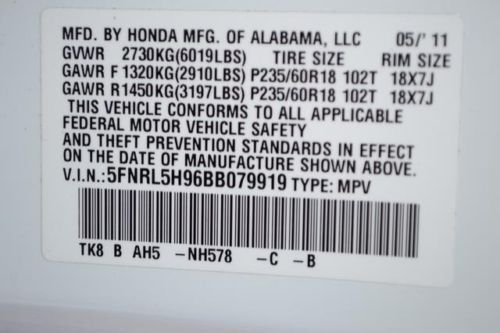 MFD. BY HONDA MFG. OF ALABAMA, LLC 05/' 11
GVWR 2730KG(6019LBS) TIRE SIZE RIM SIZE
GAWR F 1320KG(2910LBS) P235/60R18 102T 18X7J
GAWR R1450KG(3197LBS) P235/60R18 102T 18X7J
THIS VEHICLE CONFORMS TO ALL APPLICABLE
FEDERAL MOTOR VEHICLE SAFETY
AND THEFT PREVENTION STANDARDS IN EFFECT
ON THE DATE OF MANUFACTURE SHOWN ABOVE.
V.I.N.: 5FNRL5H96BB079919 TYPE: MPV
TK8 B AH5 -NH578 -C -B